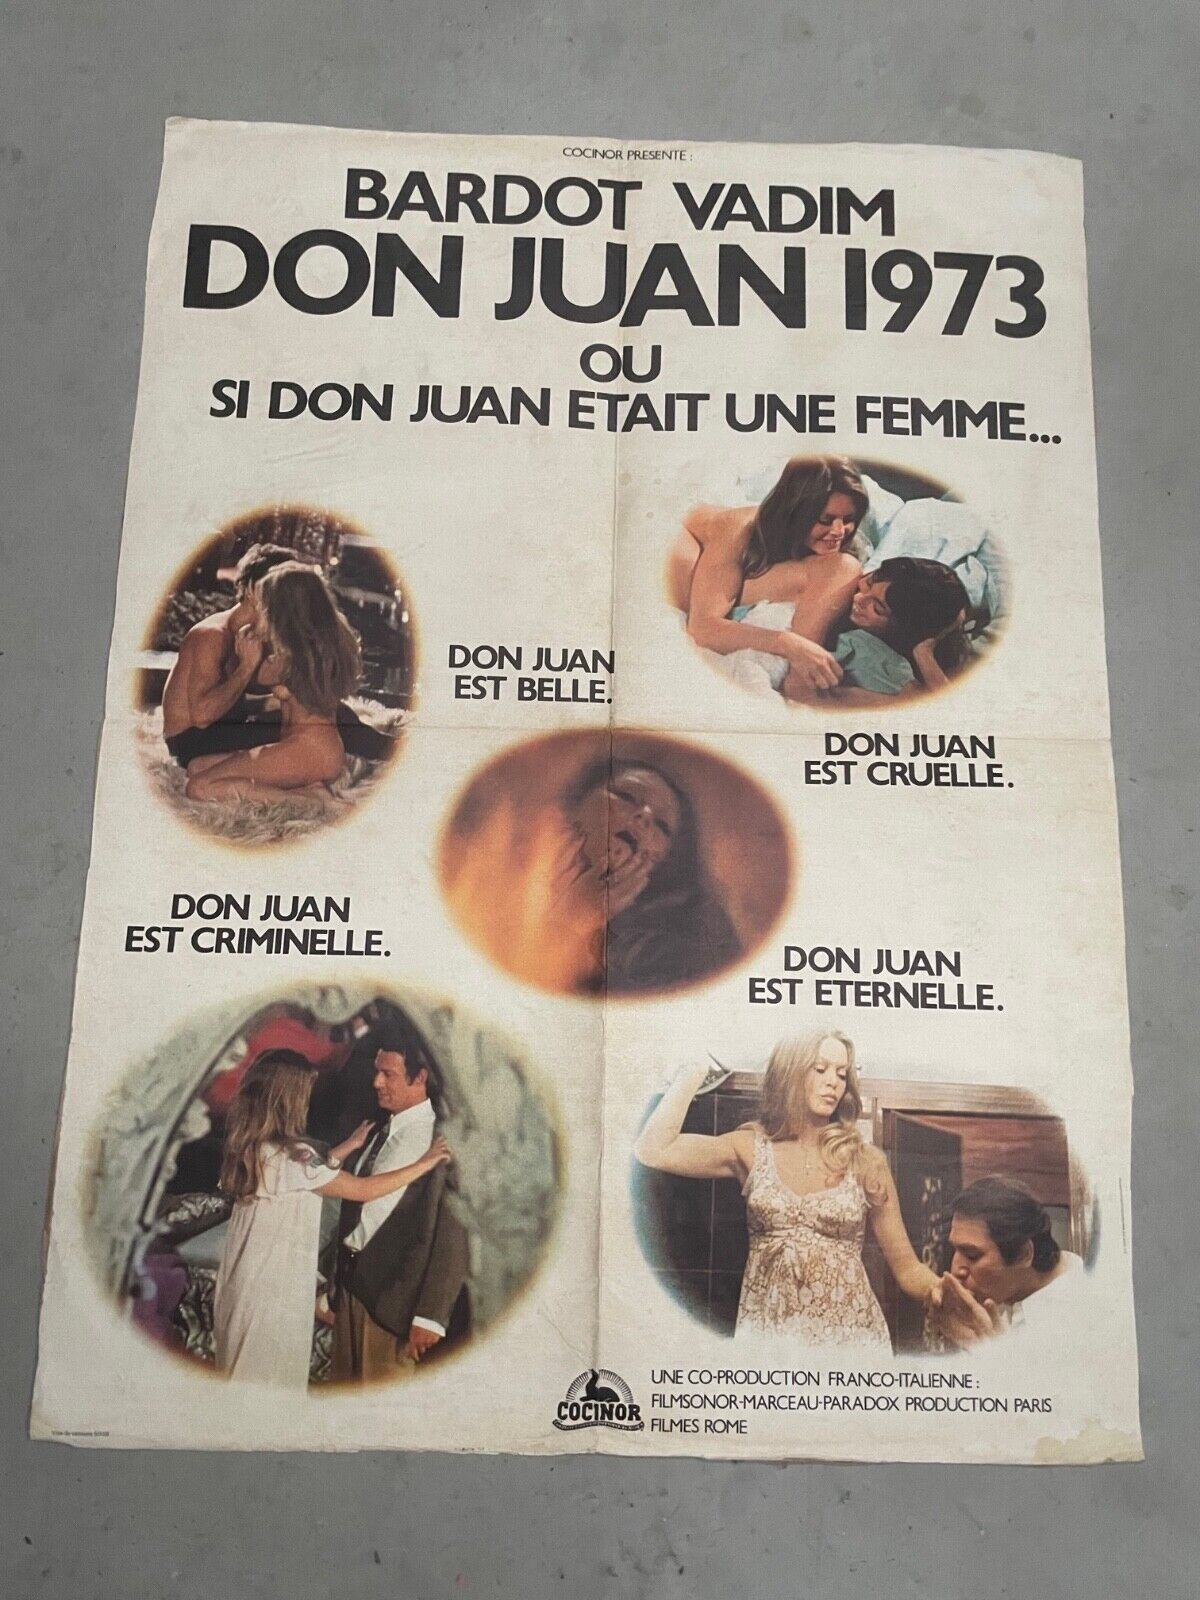 COCINOR PRESENTE :
BARDOT VADIM
DON JUAN 1973
OU
SI DON JUAN ETAIT UNE FEMME...
DON JUAN
EST BELLE.
DON JUAN
EST CRUELLE.
DON JUAN
EST CRIMINELLE.
DON JUAN
EST ETERNELLE.
COCINOR
UNE CO-PRODUCTION FRANCO-ITALIENNE :
FILMSONOR-MARCEAU-PARADOX PRODUCTION PARIS
FILMES ROME